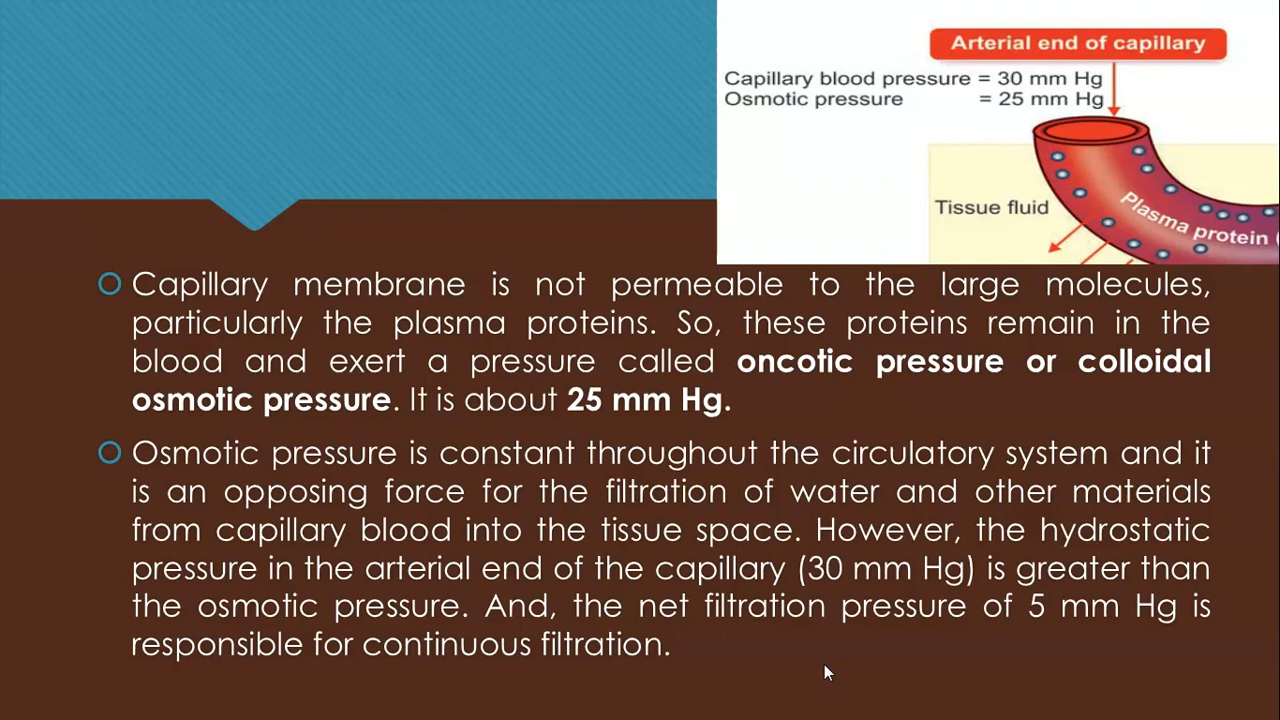 Arterial end of capillary
Capillary blood pressure = 30 mm Hg
Osmotic pressure = 25 mm Hg
Tissue fluid
Plasma protein (
Capillary membrane is not permeable to the large molecules,
particularly the plasma proteins. So, these proteins remain in the
blood and exert a pressure called oncotic pressure or colloidal
osmotic pressure. It is about 25 mm Hg.
Osmotic pressure is constant throughout the circulatory system and it
is an opposing force for the filtration of water and other materials
from capillary blood into the tissue space. However, the hydrostatic
pressure in the arterial end of the capillary (30 mm Hg) is greater than
the osmotic pressure. And, the net filtration pressure of 5 mm Hg is
responsible for continuous filtration.